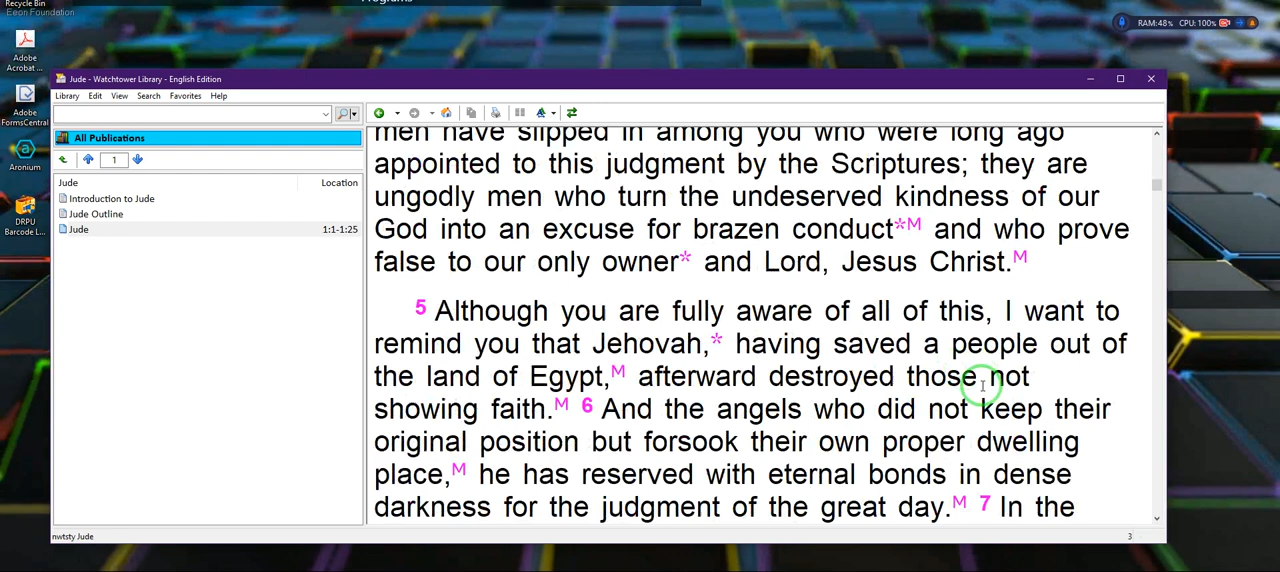 Recycle Bin
Eeon Foundation
RAM:48% CPU:100%
Adobe
Acrobat ...
Adobe
FormsCentral
Aronium
DRPU
Barcode L...
Jude - Watchtower Library - English Edition
Library Edit View Search Favorites Help
All Publications
1
Jude Location
Introduction to Jude
Jude Outline
Jude 1:1-1:25
men have slipped in among you who were long ago
appointed to this judgment by the Scriptures; they are
ungodly men who turn the undeserved kindness of our
God into an excuse for brazen conduct*M and who prove
false to our only owner* and Lord, Jesus Christ.M
5 Although you are fully aware of all of this, I want to
remind you that Jehovah,* having saved a people out of
the land of Egypt,M afterward destroyed those not
showing faith.M 6 And the angels who did not keep their
original position but forsook their own proper dwelling
place,M he has reserved with eternal bonds in dense
darkness for the judgment of the great day.M 7 In the
nwtsty Jude 3